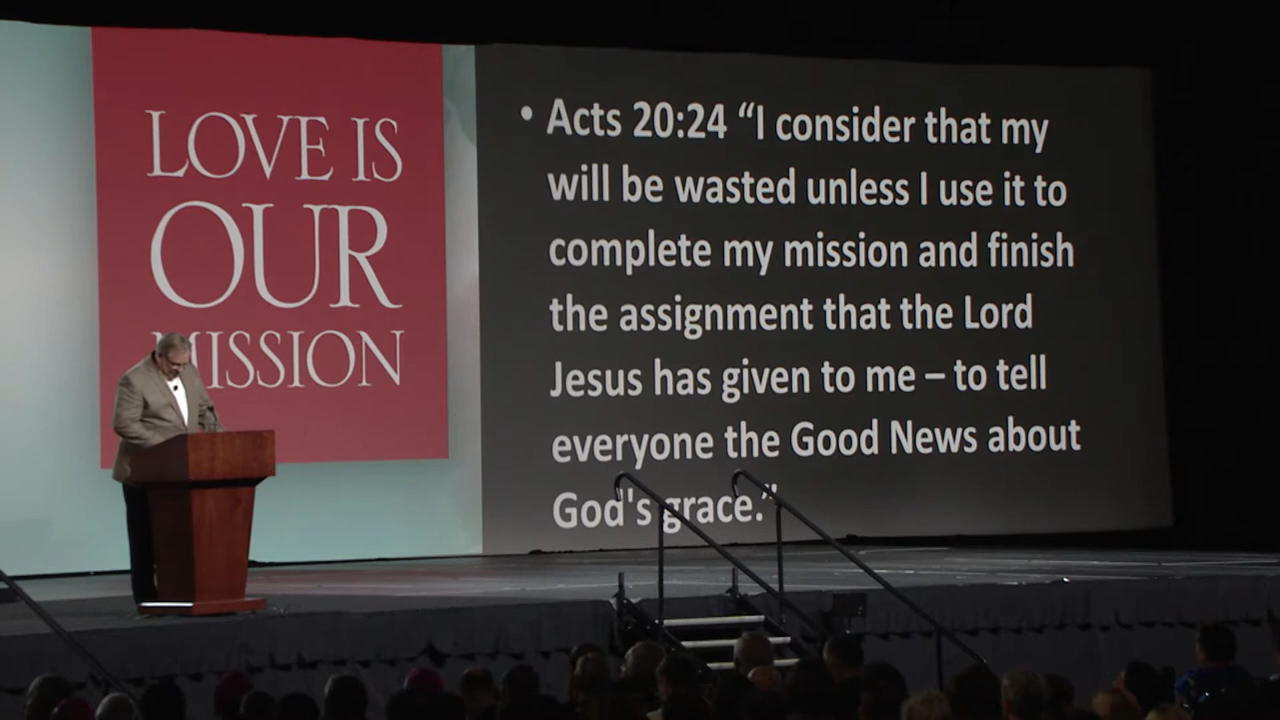 LOVE IS
OUR
MISSION
• Acts 20:24 “I consider that my
will be wasted unless I use it to
complete my mission and finish
the assignment that the Lord
Jesus has given to me – to tell
everyone the Good News about
God's grace.”